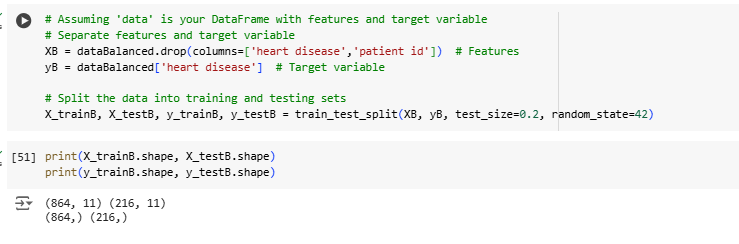 # Assuming 'data' is your DataFrame with features and target variable
# Separate features and target variable
XB = dataBalanced.drop(columns=['heart disease','patient id'])  # Features
yB = dataBalanced['heart disease']  # Target variable
# Split the data into training and testing sets
X_trainB, X_testB, y_trainB, y_testB = train_test_split(XB, yB, test_size=0.2, random_state=42)
[51] print(X_trainB.shape, X_testB.shape)
print(y_trainB.shape, y_testB.shape)
(864, 11) (216, 11)
(864,) (216,)